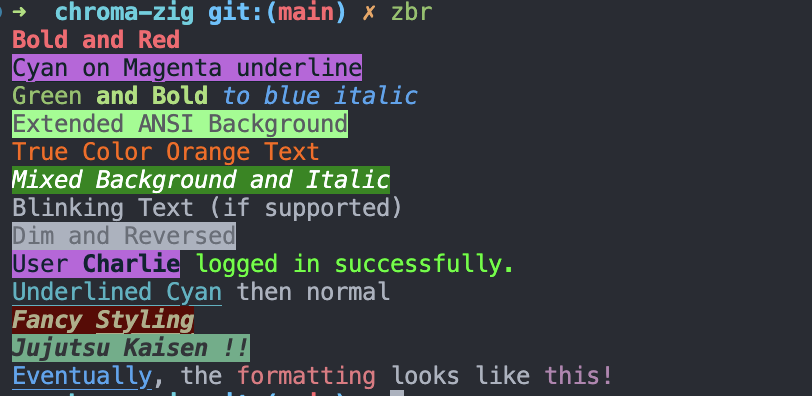 ➜ chroma-zig git:(main) ✗ zbr
Bold and Red
Cyan on Magenta underline
Green and Bold to blue italic
Extended ANSI Background
True Color Orange Text
Mixed Background and Italic
Blinking Text (if supported)
Dim and Reversed
User Charlie logged in successfully.
Underlined Cyan then normal
Fancy Styling
Jujutsu Kaisen !!
Eventually, the formatting looks like this!